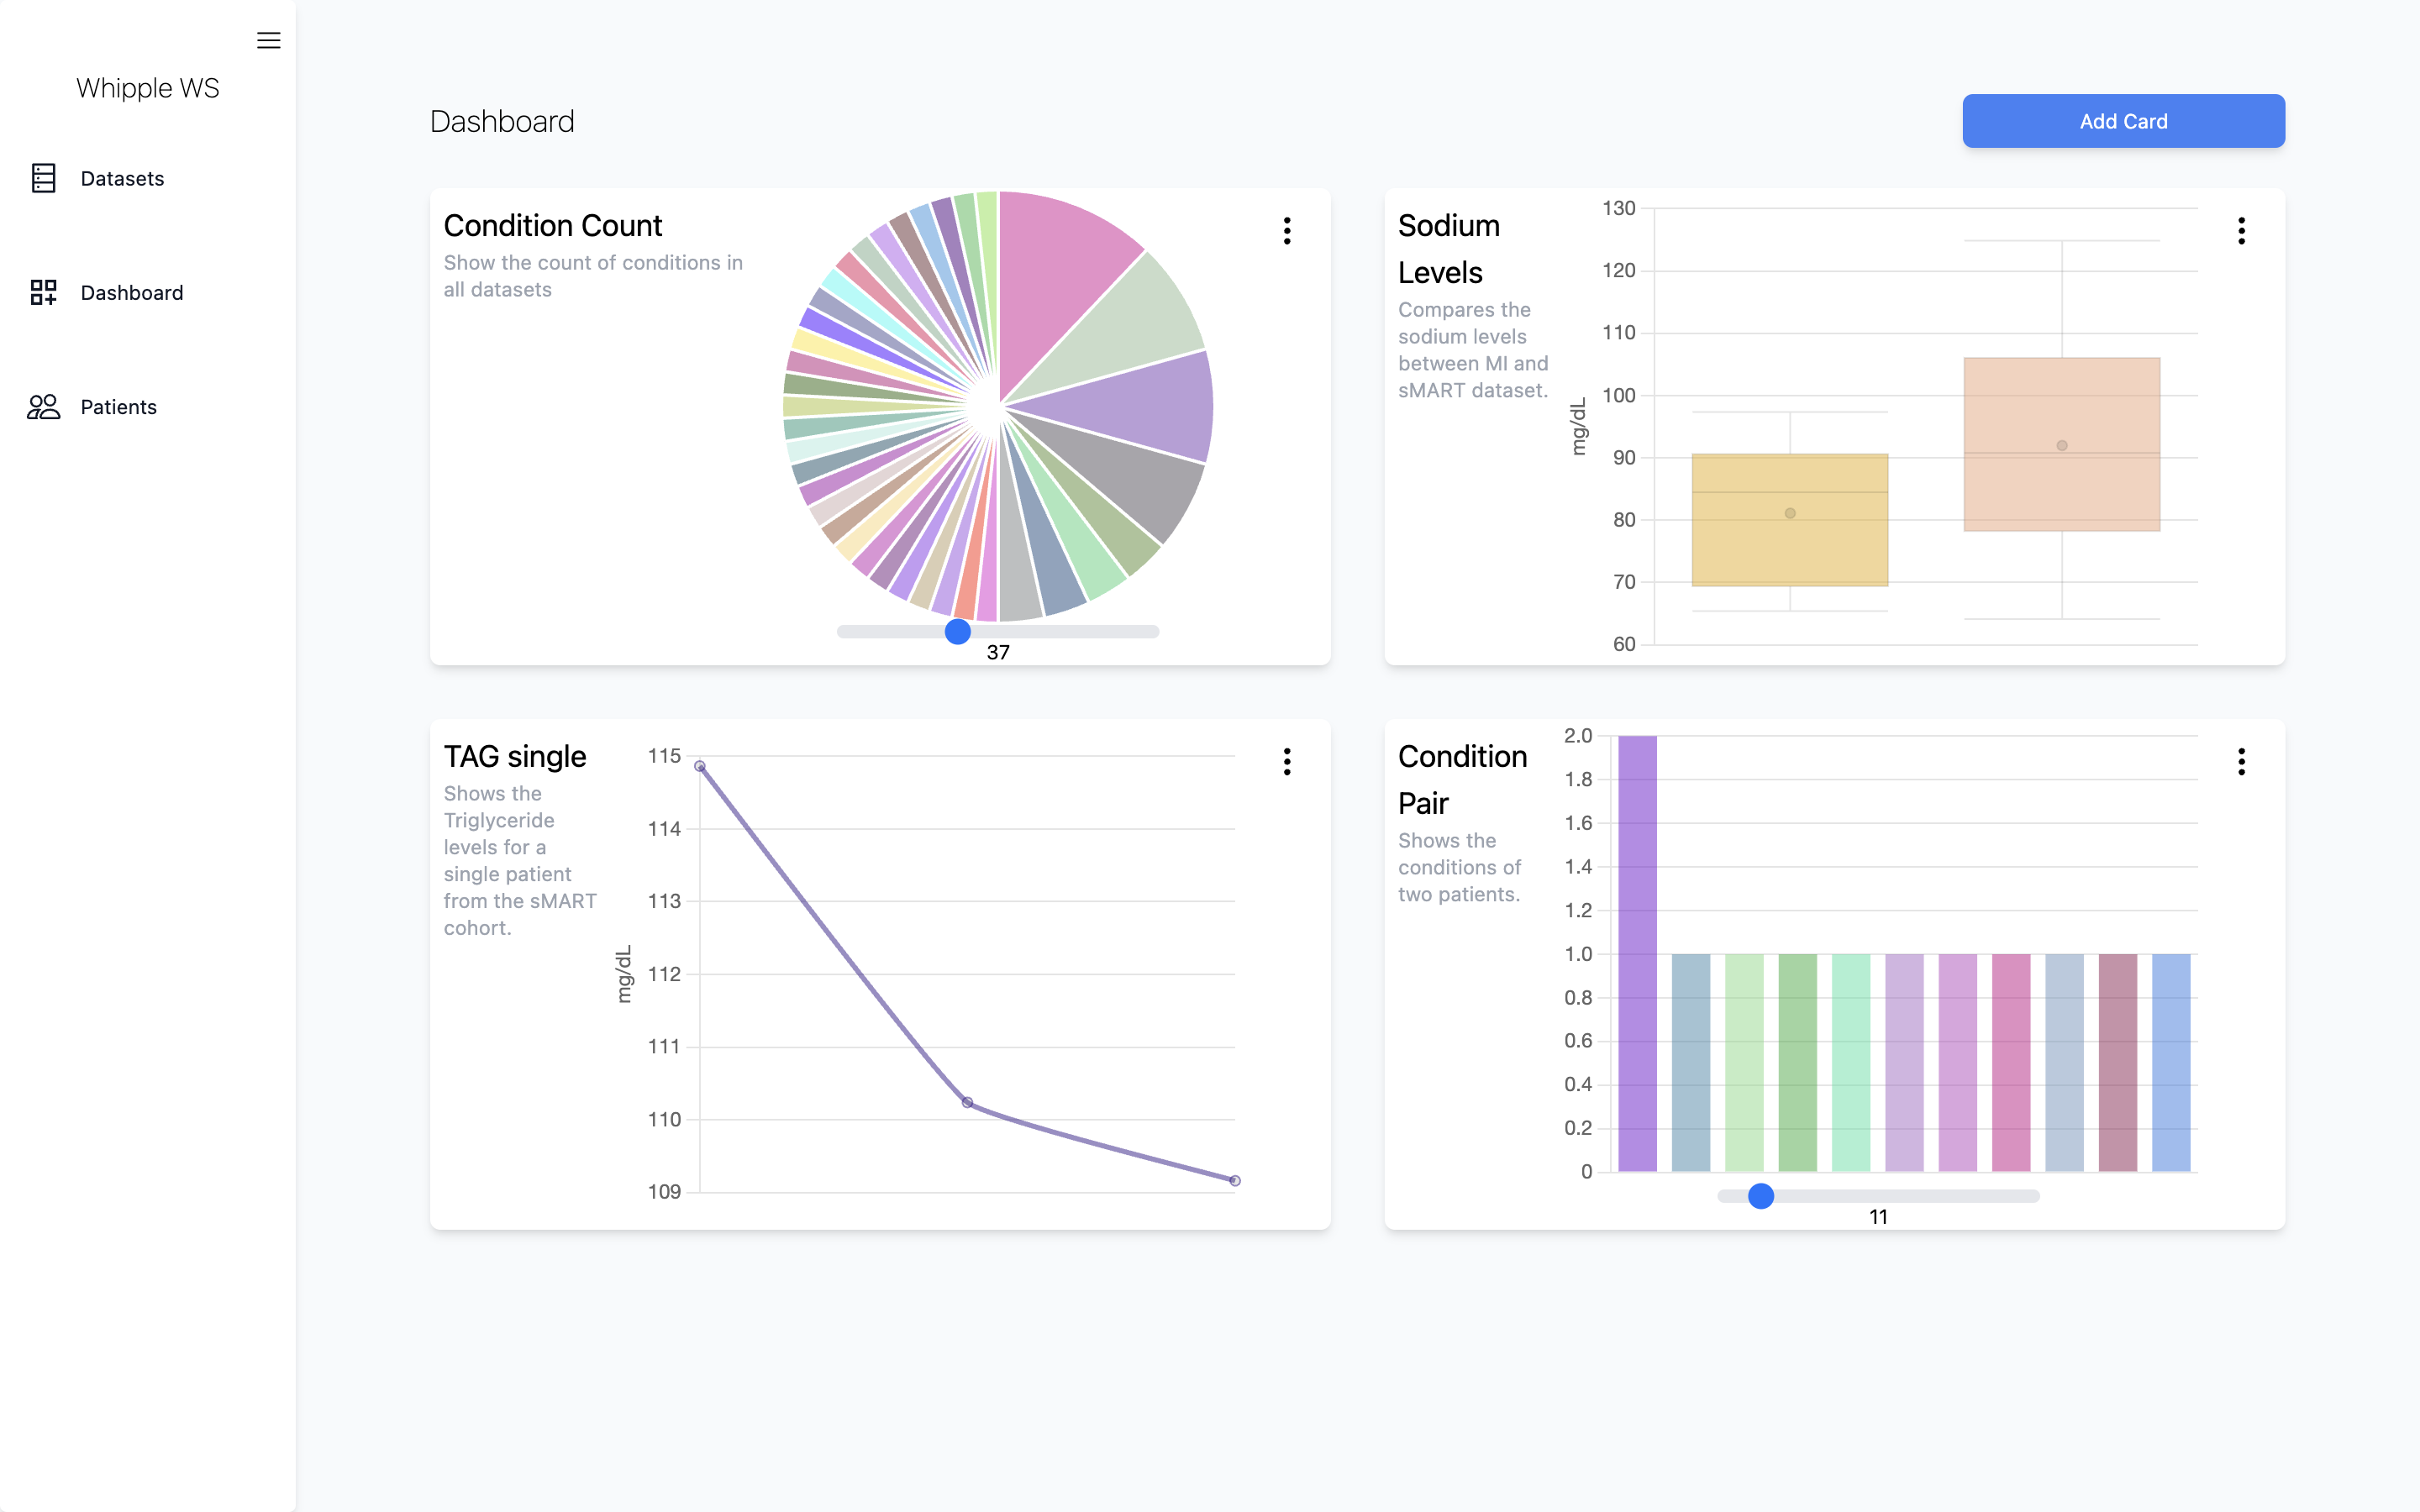 Whipple WS
Datasets
Dashboard
Patients
Dashboard
Add Card
Condition Count
Show the count of conditions in
all datasets
37
Sodium
Levels
Compares the
sodium levels
between MI and
sMART dataset.
mg/dL
130
120
110
100
90
80
70
60
TAG single
Shows the
Triglyceride
levels for a
single patient
from the sMART
cohort.
mg/dL
115
114
113
112
111
110
109
Condition
Pair
Shows the
conditions of
two patients.
2.0
1.8
1.6
1.4
1.2
1.0
0.8
0.6
0.4
0.2
0
11